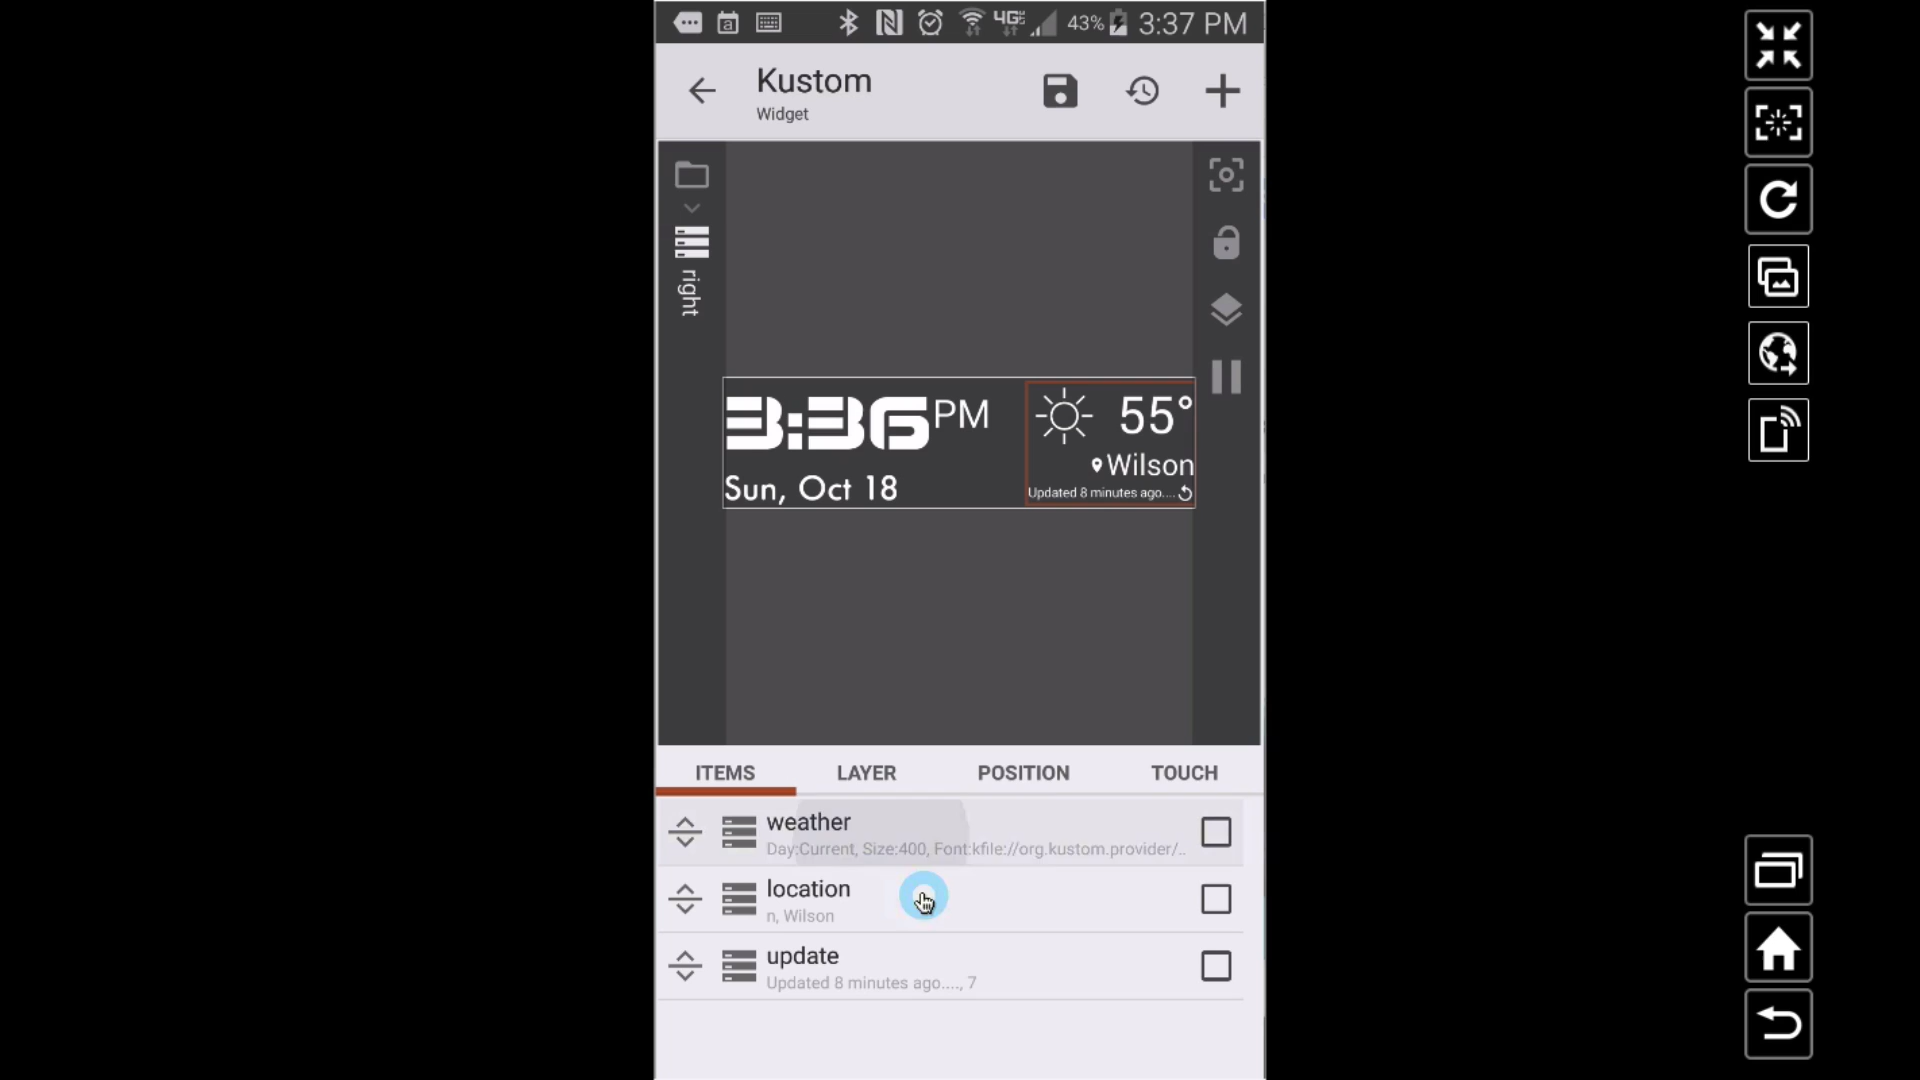 43% 3:37 PM
Kustom
Widget
right
3:36 PM
55°
Wilson
Sun, Oct 18
Updated 8 minutes ago....
ITEMS LAYER POSITION TOUCH
weather
Day:Current, Size:400, Font:kfile://org.kustom.provider/..
location
n, Wilson
update
Updated 8 minutes ago...., 7